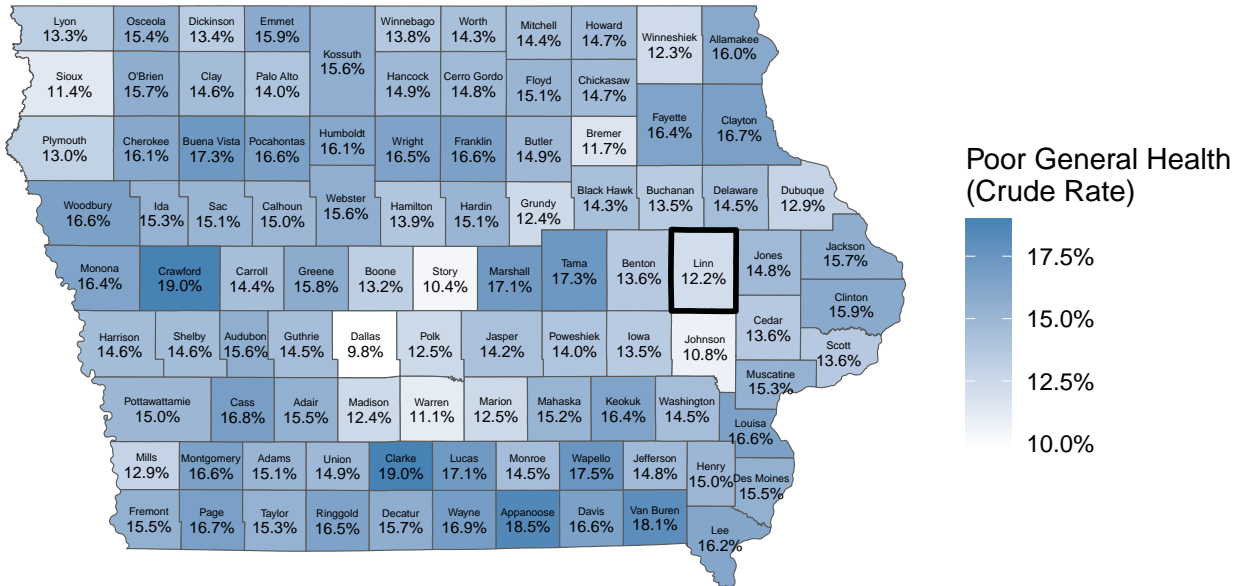 Lyon
13.3%
Osceola
15.4%
Dickinson
13.4%
Emmet
15.9%
Kossuth
15.6%
Winnebago
13.8%
Worth
14.3%
Mitchell
14.4%
Howard
14.7%
Winneshiek
12.3%
Allamakee
16.0%
Sioux
11.4%
O'Brien
15.7%
Clay
14.6%
Palo Alto
14.0%
Hancock
14.9%
Cerro Gordo
14.8%
Floyd
15.1%
Chickasaw
14.7%
Fayette
16.4%
Clayton
16.7%
Plymouth
13.0%
Cherokee
16.1%
Buena Vista
17.3%
Pocahontas
16.6%
Humboldt
16.1%
Wright
16.5%
Franklin
16.6%
Butler
14.9%
Bremer
11.7%
Woodbury
16.6%
Ida
15.3%
Sac
15.1%
Calhoun
15.0%
Webster
15.6%
Hamilton
13.9%
Hardin
15.1%
Grundy
12.4%
Black Hawk
14.3%
Buchanan
13.5%
Delaware
14.5%
Dubuque
12.9%
Monona
16.4%
Crawford
19.0%
Carroll
14.4%
Greene
15.8%
Boone
13.2%
Story
10.4%
Marshall
17.1%
Tama
17.3%
Benton
13.6%
Linn
12.2%
Jones
14.8%
Jackson
15.7%
Clinton
15.9%
Harrison
14.6%
Shelby
14.6%
Audubon
15.6%
Guthrie
14.5%
Dallas
9.8%
Polk
12.5%
Jasper
14.2%
Poweshiek
14.0%
Iowa
13.5%
Johnson
10.8%
Cedar
13.6%
Scott
13.6%
Muscatine
15.3%
Pottawattamie
15.0%
Cass
16.8%
Adair
15.5%
Madison
12.4%
Warren
11.1%
Marion
12.5%
Mahaska
15.2%
Keokuk
16.4%
Washington
14.5%
Louisa
16.6%
Mills
12.9%
Montgomery
16.6%
Adams
15.1%
Union
14.9%
Clarke
19.0%
Lucas
17.1%
Monroe
14.5%
Wapello
17.5%
Jefferson
14.8%
Henry
15.0%
Des Moines
15.5%
Fremont
15.5%
Page
16.7%
Taylor
15.3%
Ringgold
16.5%
Decatur
15.7%
Wayne
16.9%
Appanoose
18.5%
Davis
16.6%
Van Buren
18.1%
Lee
16.2%
Poor General Health
(Crude Rate)
17.5%
15.0%
12.5%
10.0%